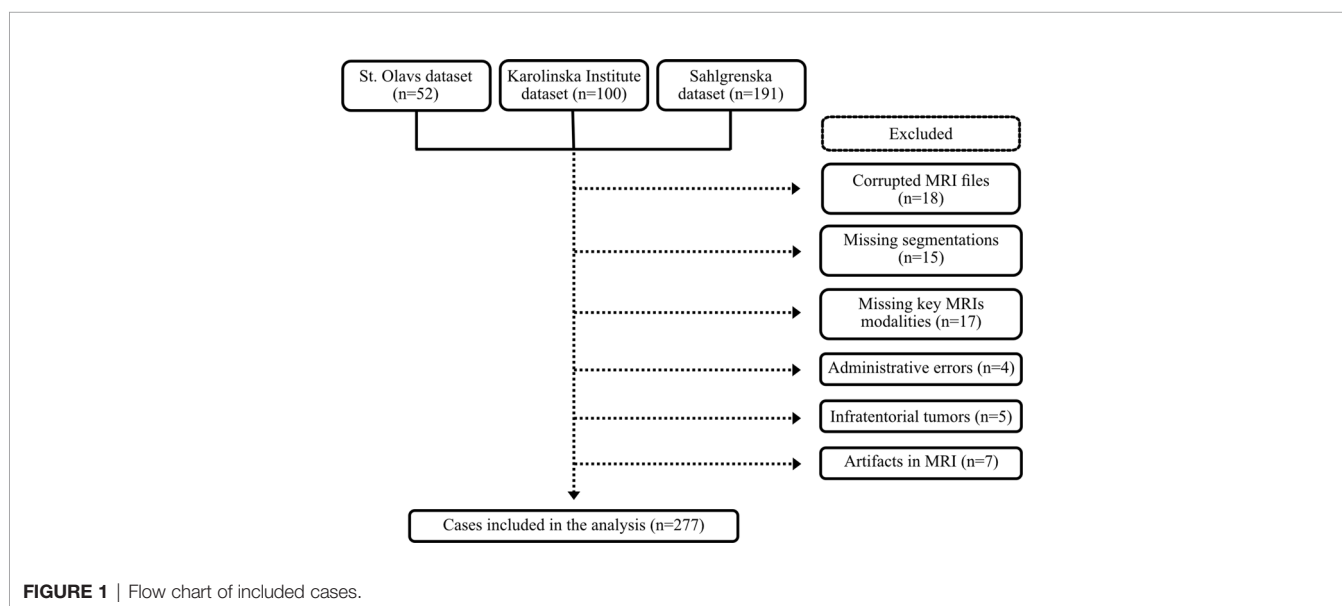 St. Olavs dataset
(n=52)
Karolinska Institute
dataset (n=100)
Sahlgrenska
dataset (n=191)
Excluded
Corrupted MRI files
(n=18)
Missing segmentations
(n=15)
Missing key MRIs
modalities (n=17)
Administrative errors (n=4)
Infratentorial tumors (n=5)
Artifacts in MRI (n=7)
Cases included in the analysis (n=277)
FIGURE 1 | Flow chart of included cases.